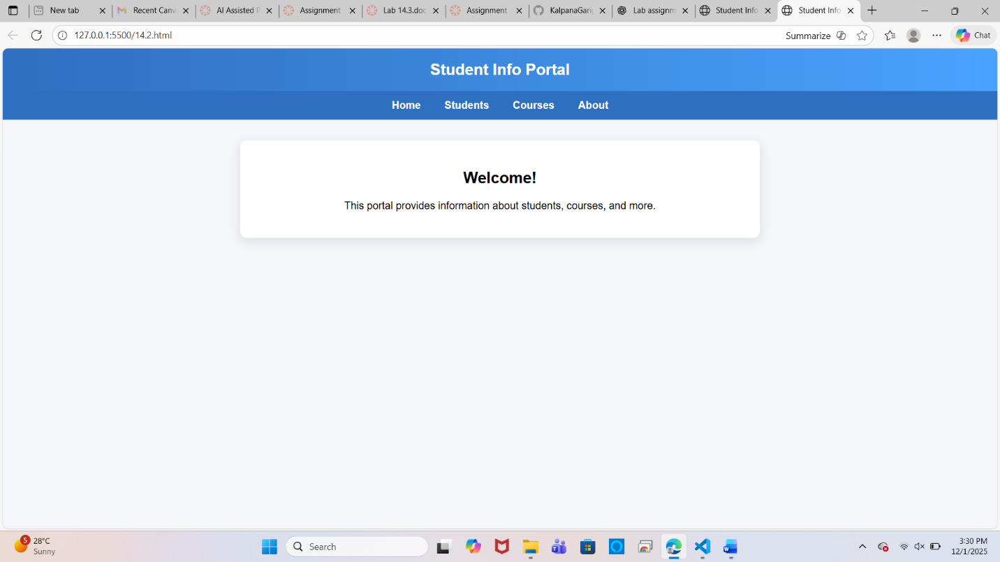 New tab
Recent Canv
AI Assisted P
Assignment
Lab 14.3.doc
Assignment
KalpanaGarig
Lab assignm
Student Info
Student Info
127.0.0.1:5500/14.2.html
Summarize
Chat
Student Info Portal
Home Students Courses About
Welcome!
This portal provides information about students, courses, and more.
5
28°C
Sunny
Search
3:30 PM
12/1/2025